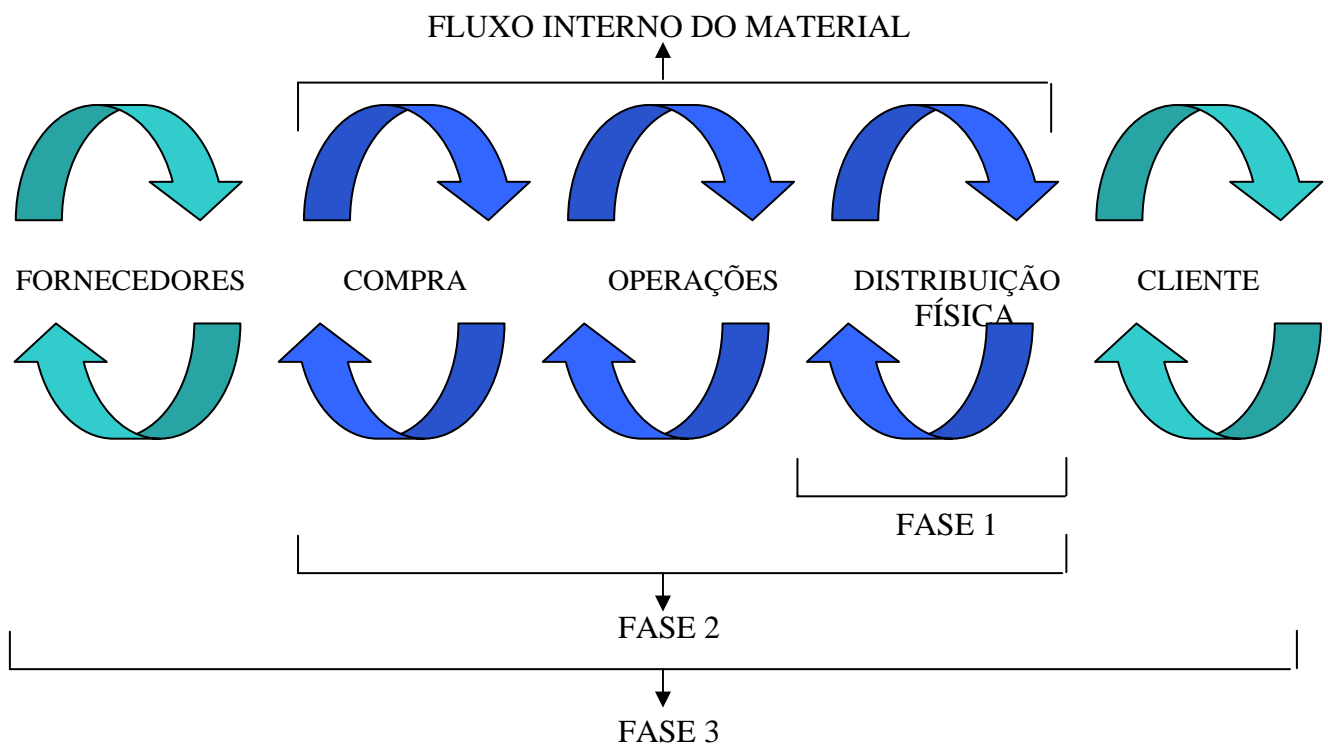 FLUXO INTERNO DO MATERIAL
FORNECEDORES
COMPRA
OPERAÇÕES
DISTRIBUIÇÃO
FÍSICA
CLIENTE
FASE 1
FASE 2
FASE 3